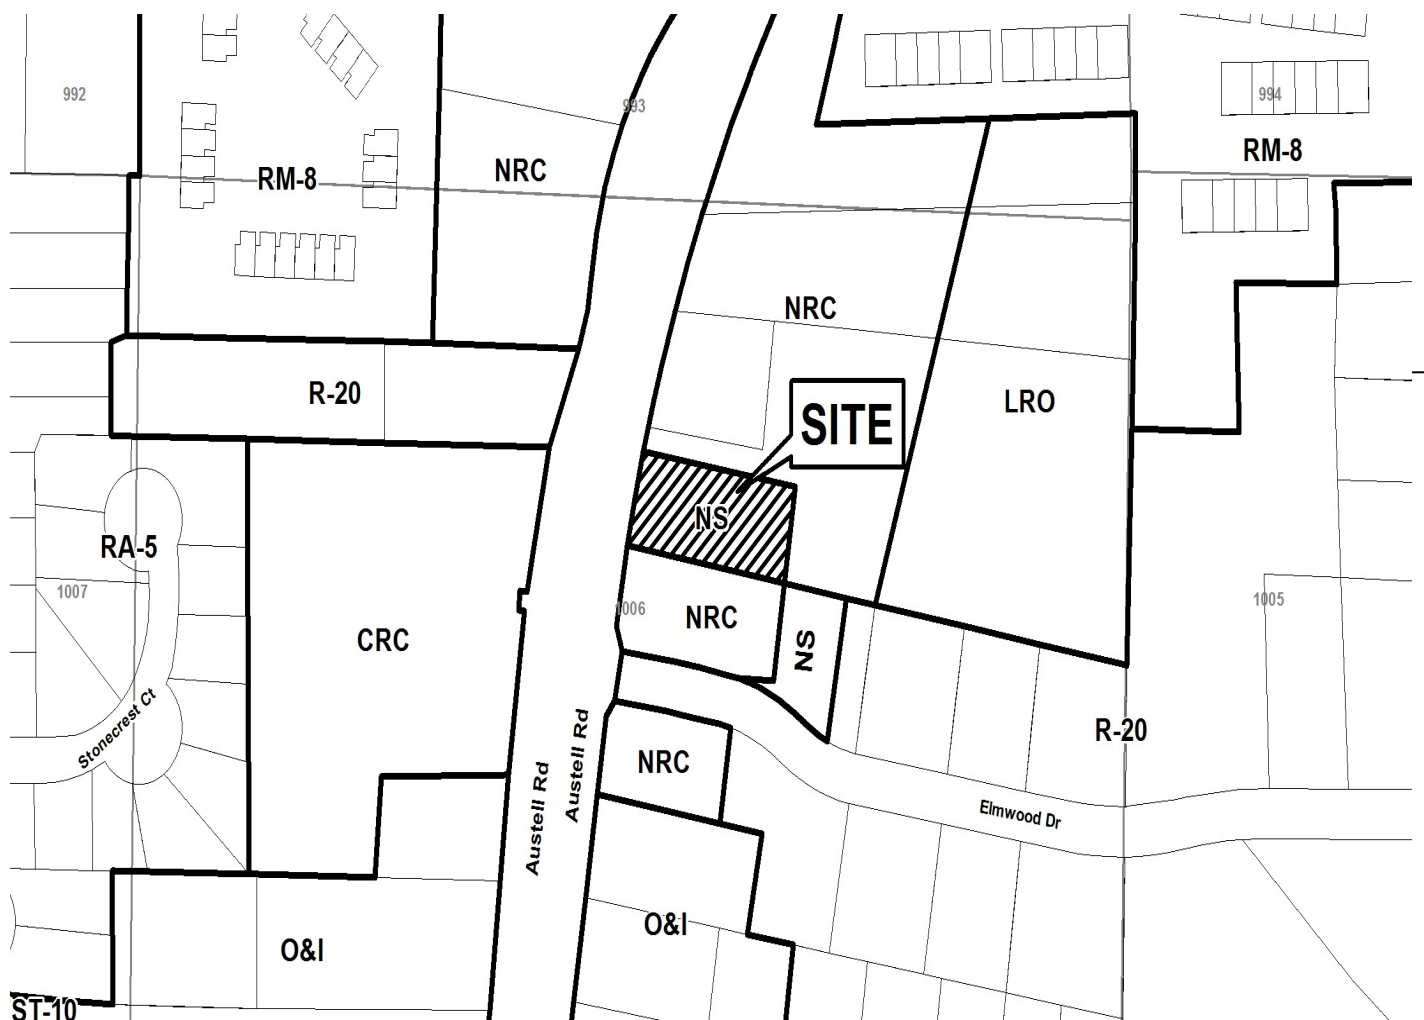 992
993
994
RM-8
NRC
RM-8
NRC
R-20
LRO
SITE
NS
RA-5
1007
1006
1005
NRC
NS
CRC
Stonecrest Ct
R-20
NRC
Austell Rd
Austell Rd
Elmwood Dr
O&I
O&I
ST-10